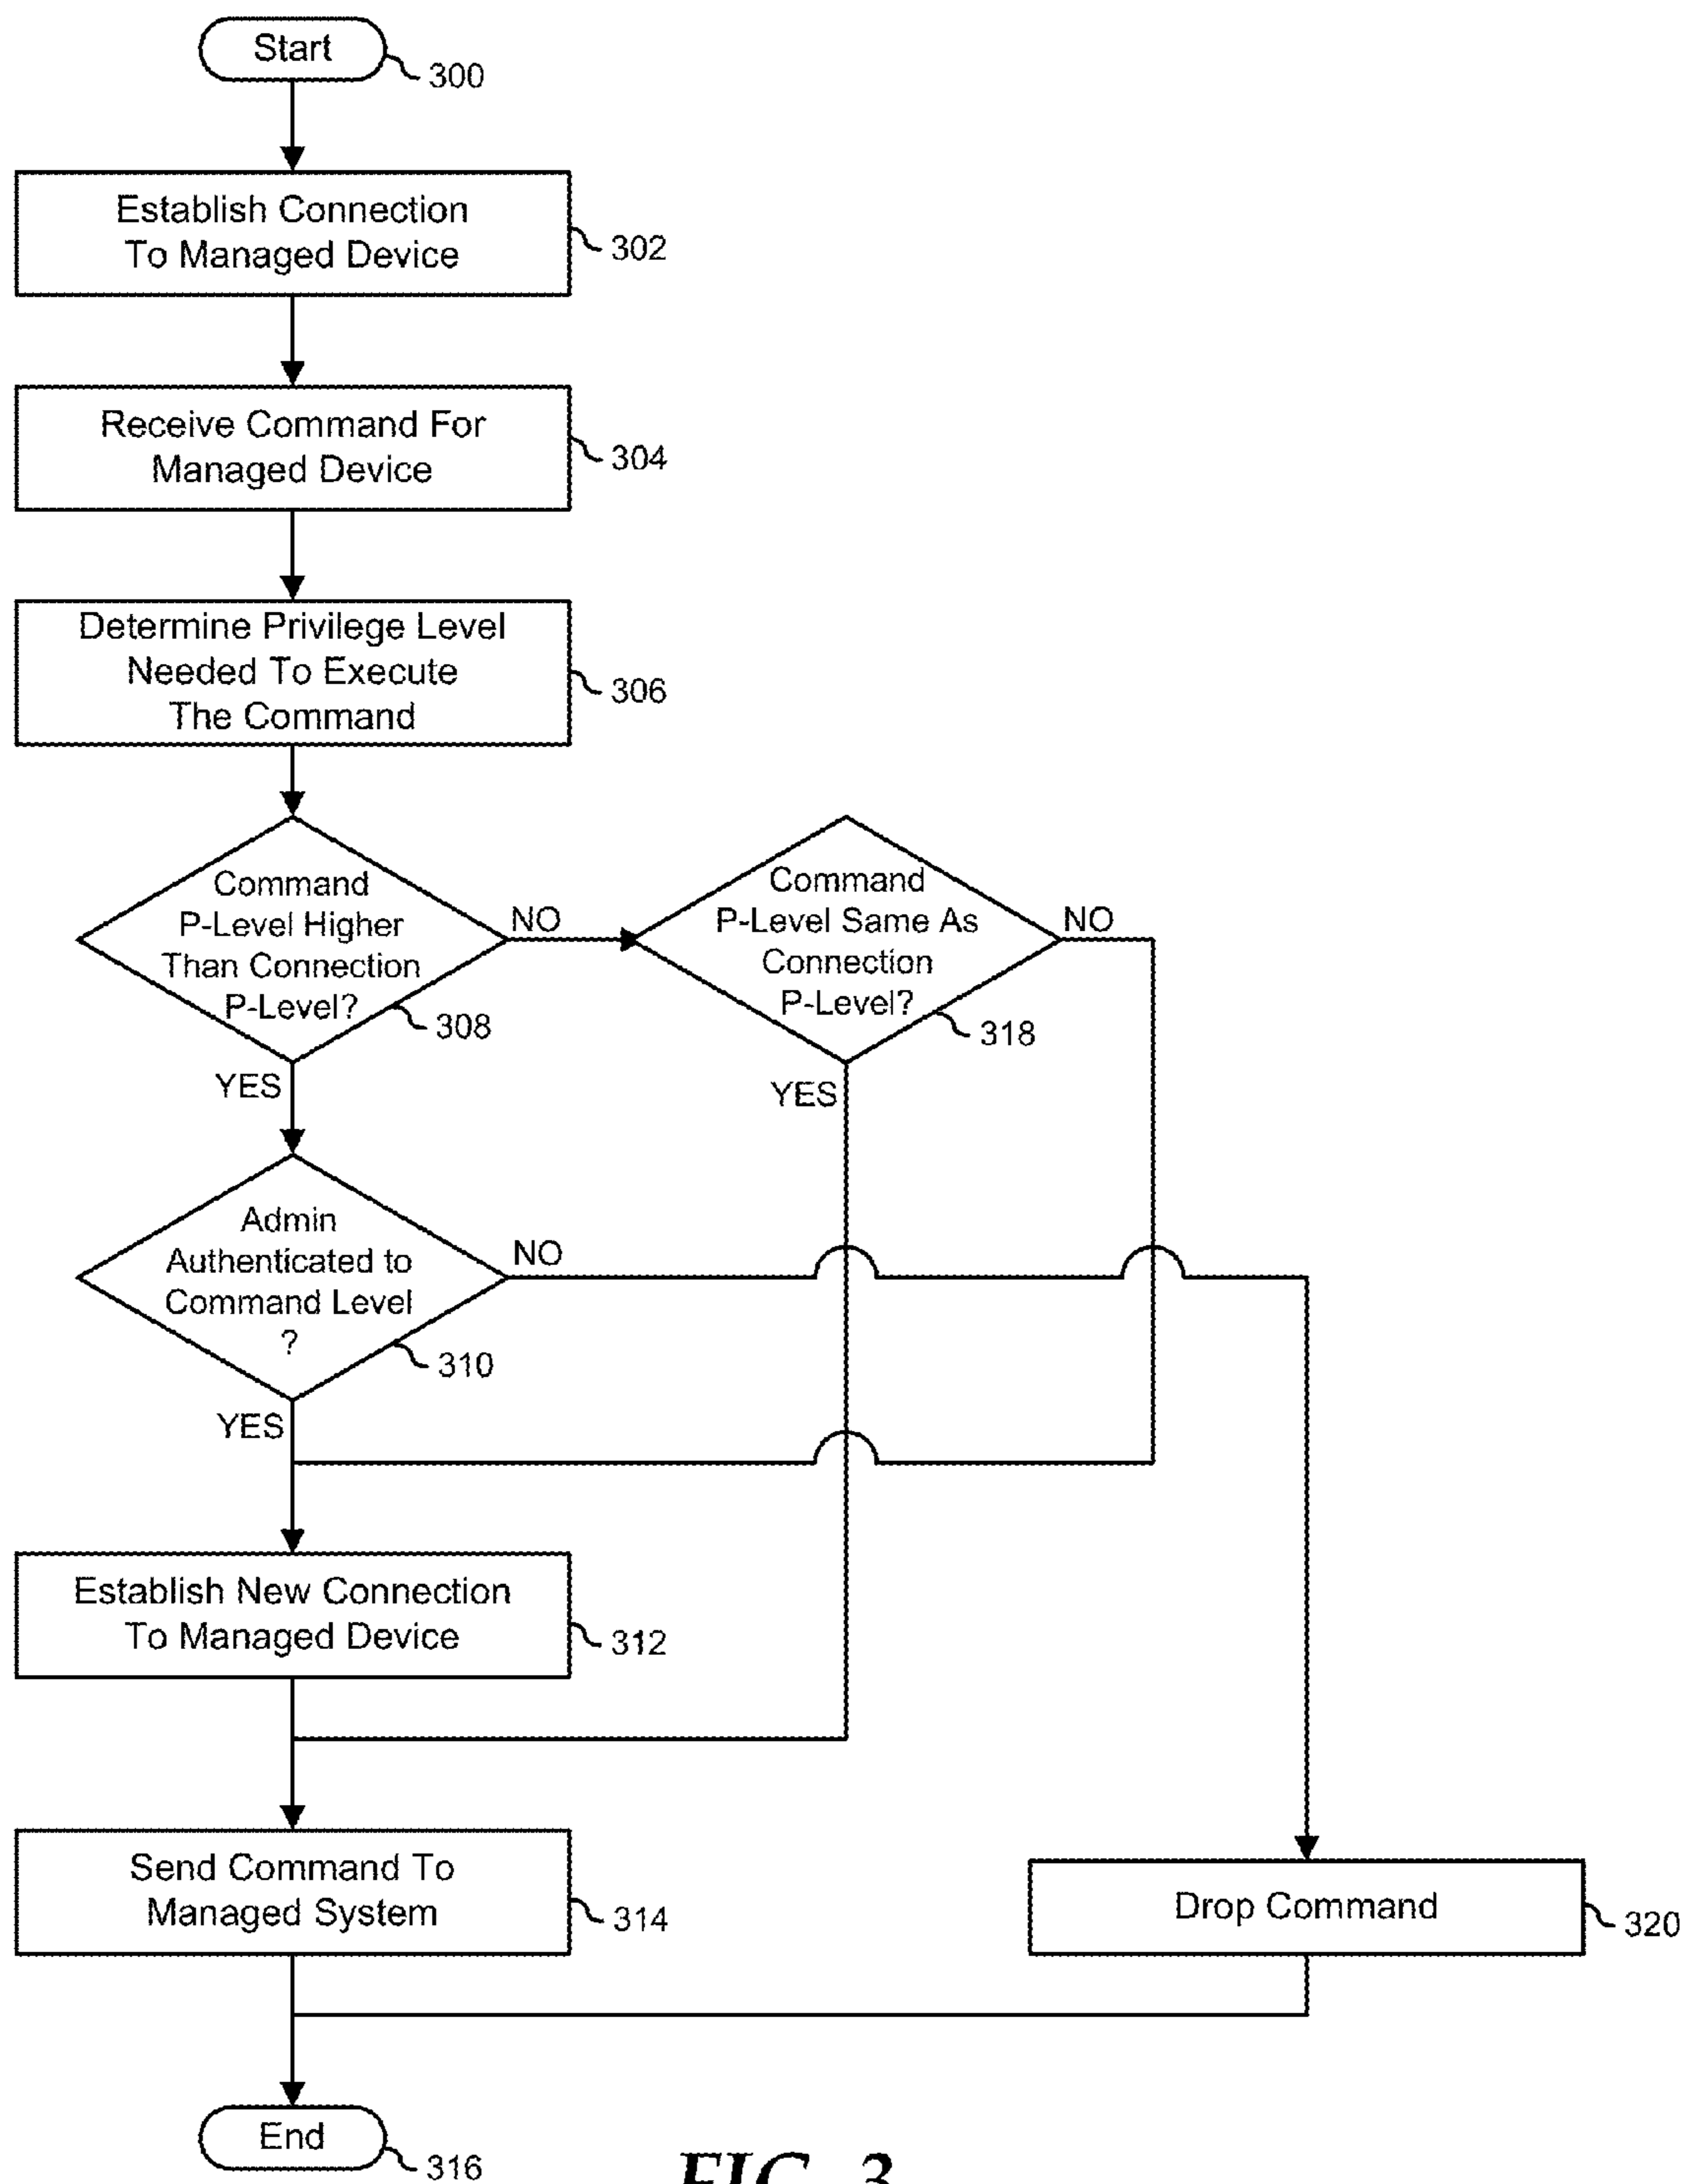 Start
300
Establish Connection
To Managed Device
302
Receive Command For
Managed Device
304
Determine Privilege Level
Needed To Execute
The Command
306
Command
P-Level Higher
Than Connection
P-Level?
308
NO
YES
Command
P-Level Same As
Connection
P-Level?
318
NO
YES
Admin
Authenticated to
Command Level
?
310
NO
YES
Establish New Connection
To Managed Device
312
Send Command To
Managed System
314
Drop Command
320
End
316
FIG. 3